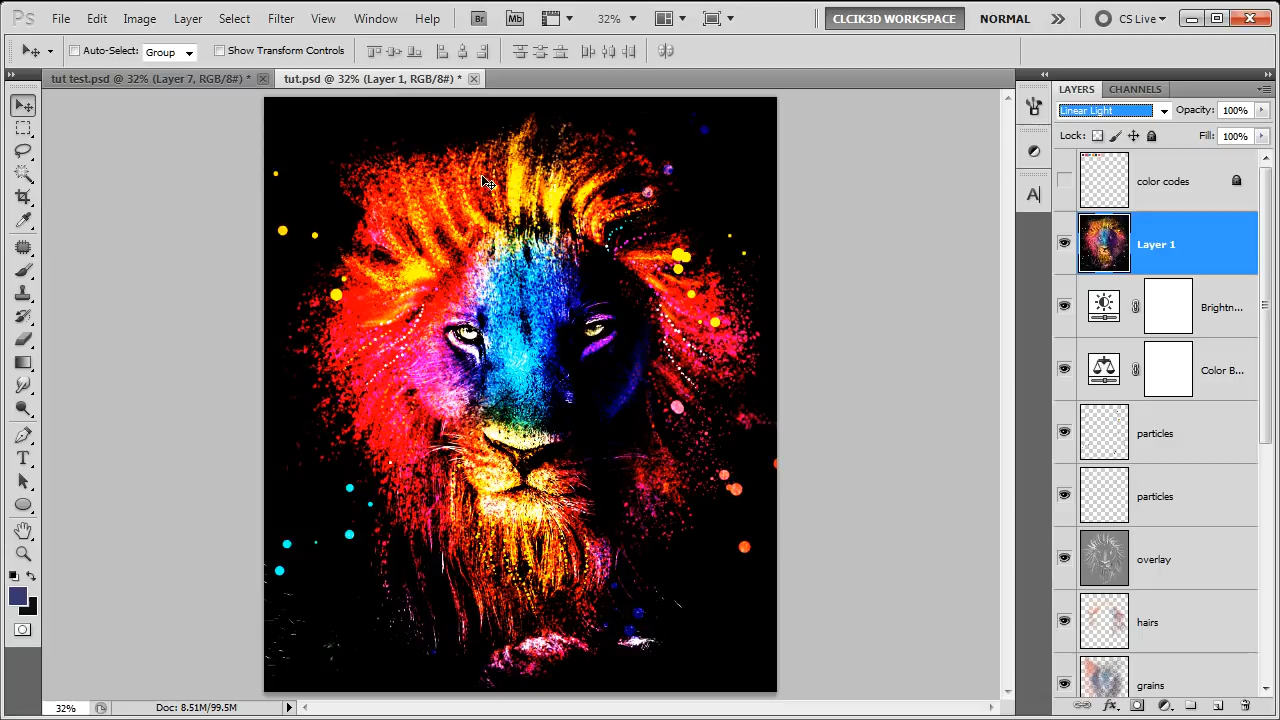 Ps File Edit Image Layer Select Filter View Window Help Br Mb 32% CLCIK3D WORKSPACE NORMAL CS Live
Auto-Select: Group Show Transform Controls
tut test.psd @ 32% (Layer 7, RGB/8#) * tut.psd @ 32% (Layer 1, RGB/8#) *
LAYERS CHANNELS
Linear Light Opacity: 100%
Lock: Fill: 100%
color codes
Layer 1
Brightn...
Color B...
particles
particles
overlay
hairs
grains
32% Doc: 8.51M/99.5M